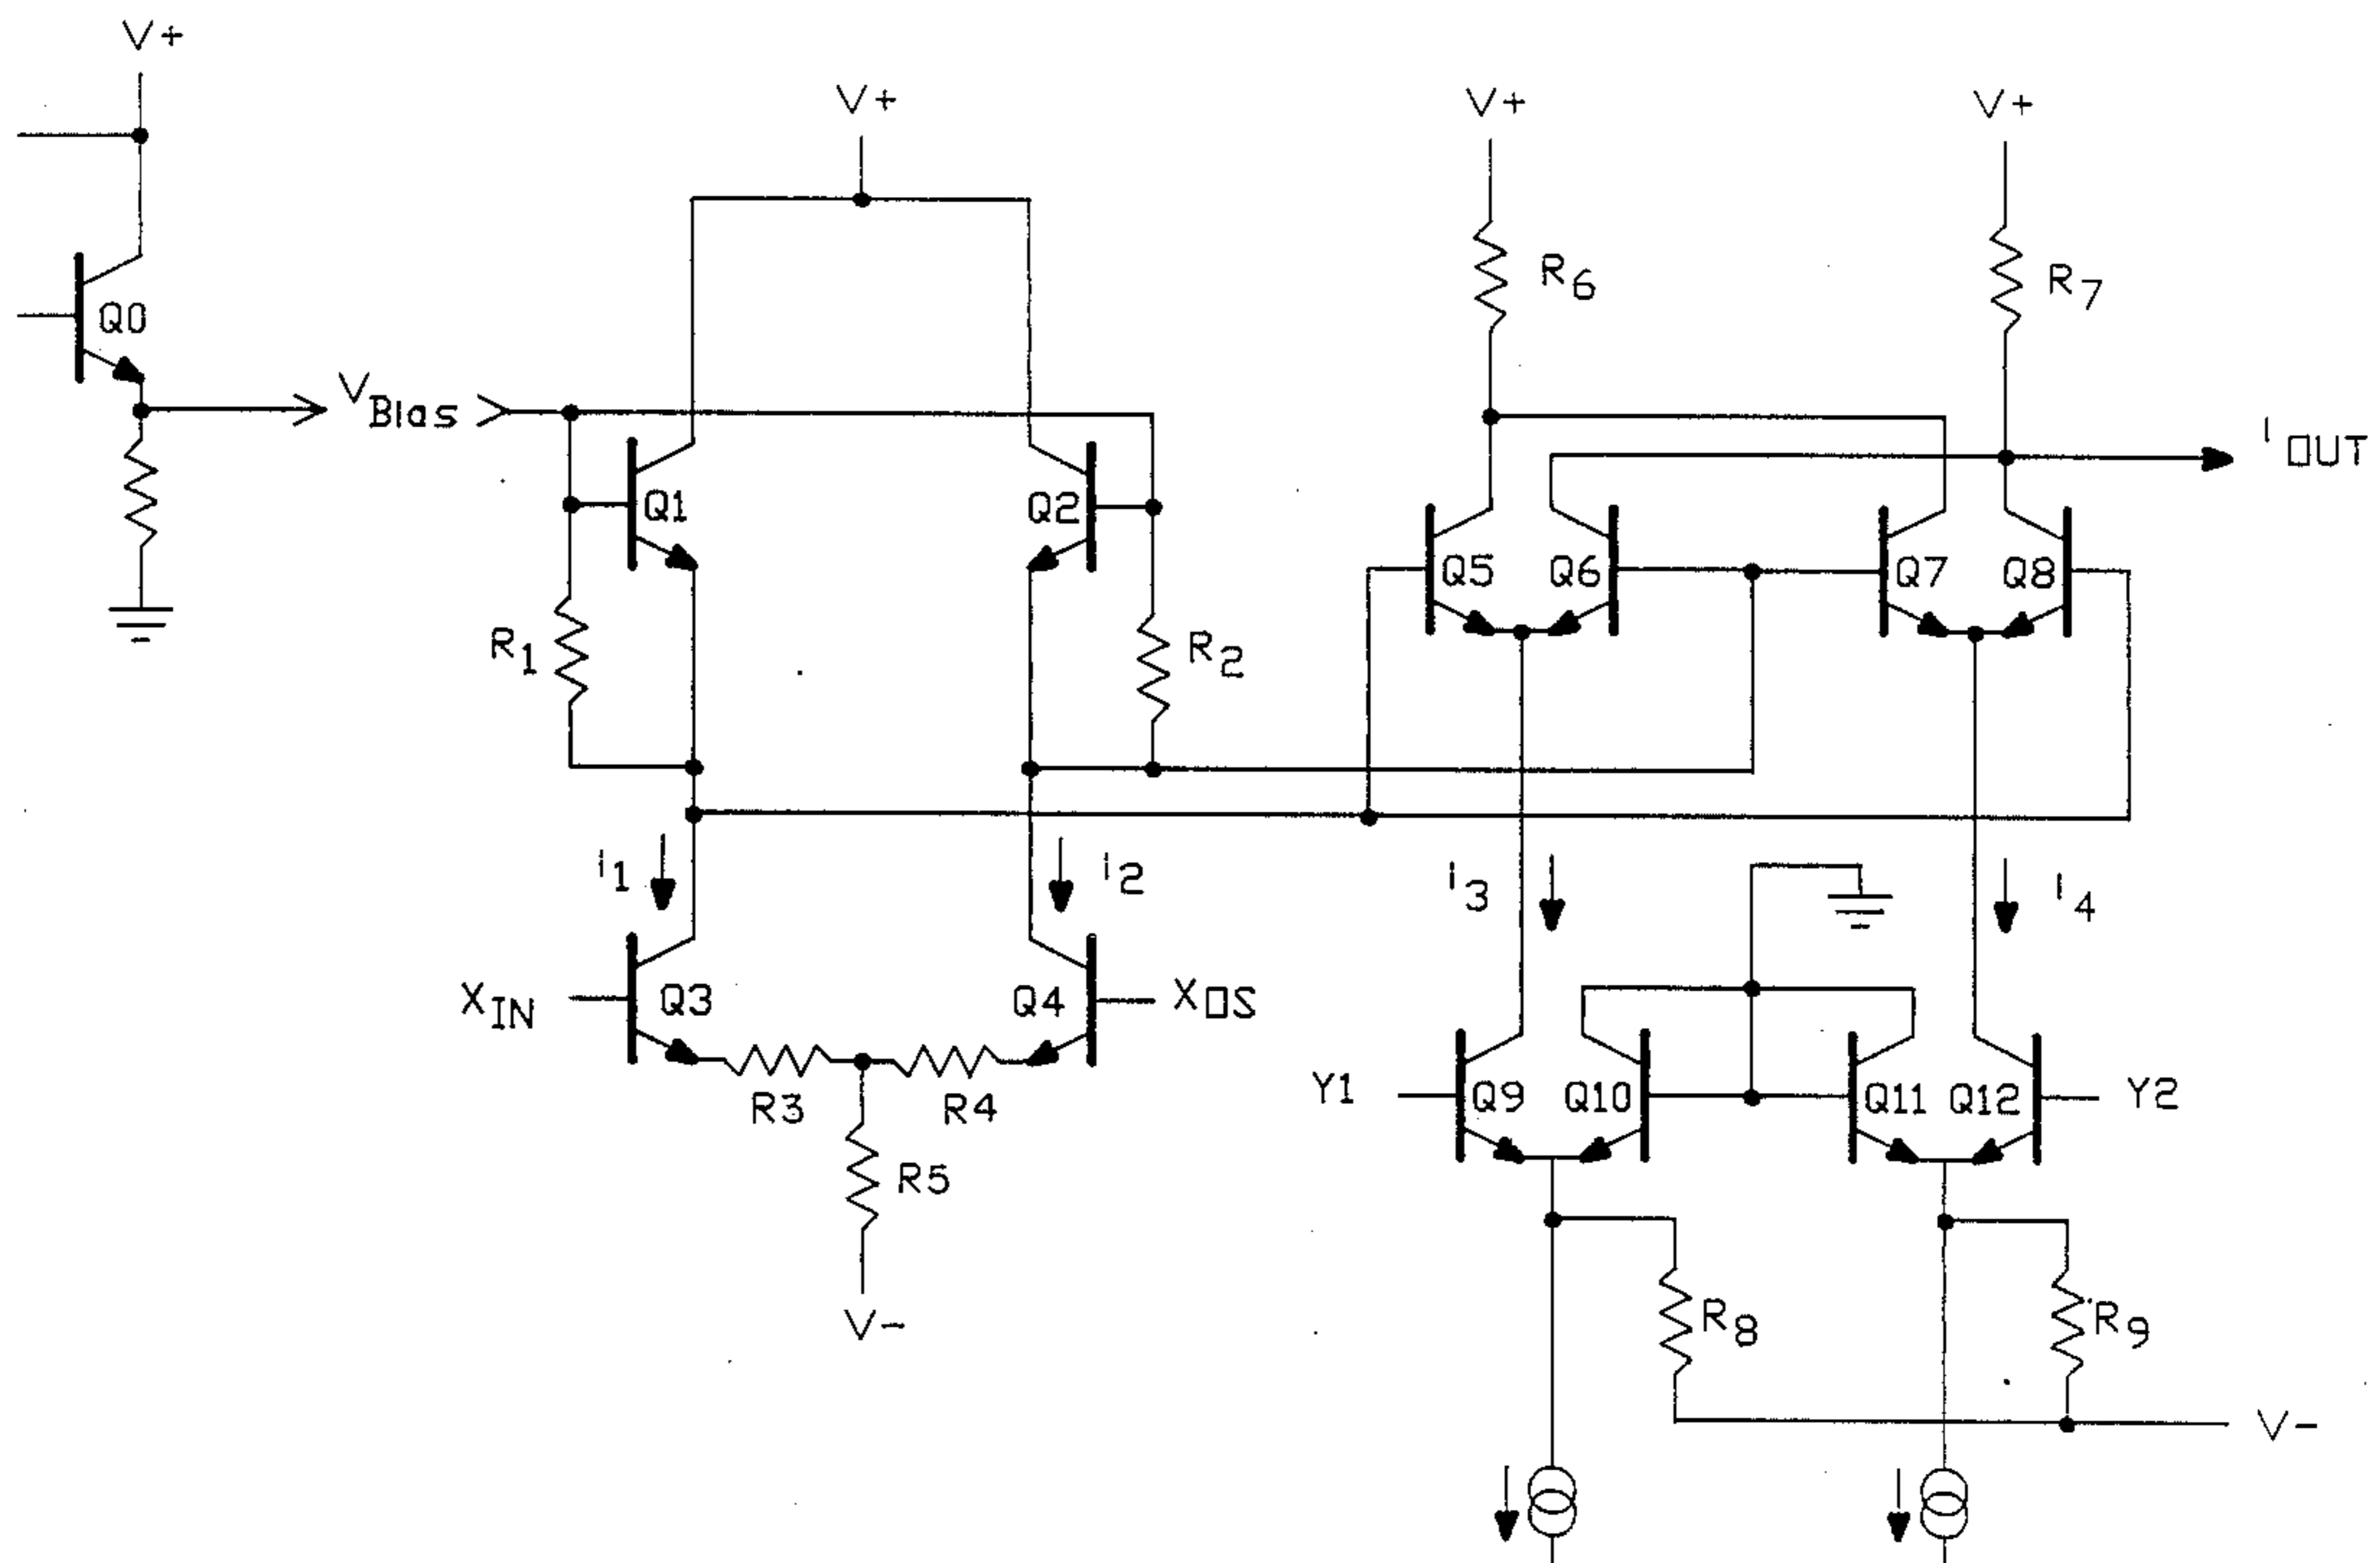 V+
V+
V+
V+
Q0
VBias
R6
R7
iOUT
Q1
Q2
Q5
Q6
Q7
Q8
R1
R2
i1
i2
i3
i4
XIN
Q3
Q4
XOS
R3
R4
Y1
Q9
Q10
Q11
Q12
Y2
R5
V-
R8
R9
V-